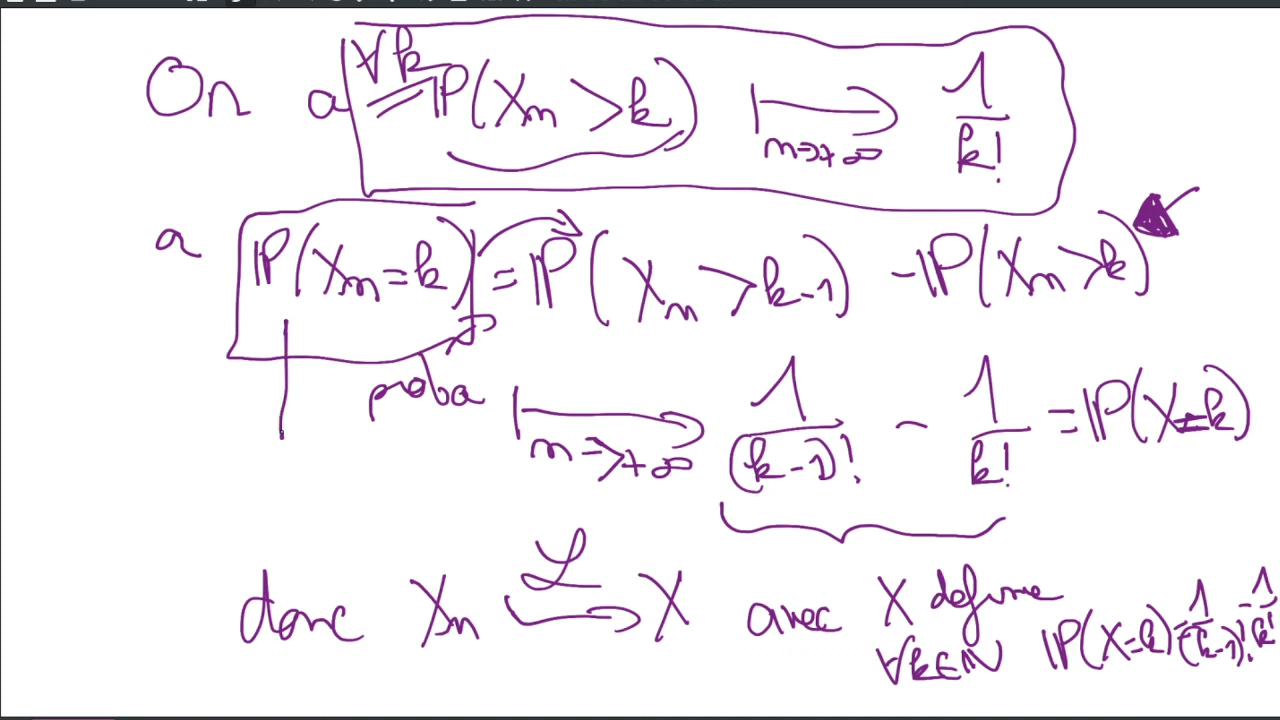 On a ∀k P(Xn > k) ⟼ n→+∞ 1/k!
a P(Xn = k) = P(Xn > k-1) - P(Xn > k)
proba ⟼ n→+∞ 1/(k-1)! - 1/k! = P(X=k)
donc Xn →ℒ X avec X définie
∀k∈ℕ P(X=k) = 1/(k-1)! - 1/k!